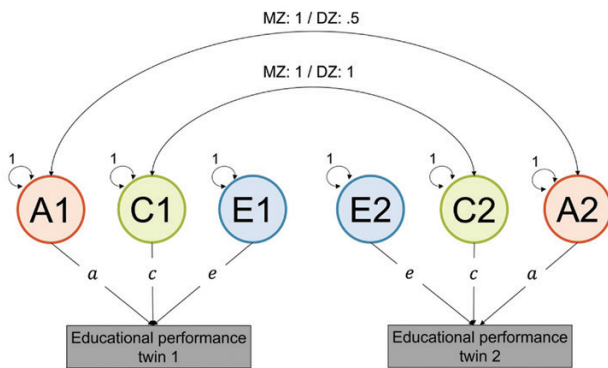 MZ: 1 / DZ: .5
MZ: 1 / DZ: 1
1 1 1 1 1 1
A1 C1 E1 E2 C2 A2
a c e e c a
Educational performance
twin 1
Educational performance
twin 2